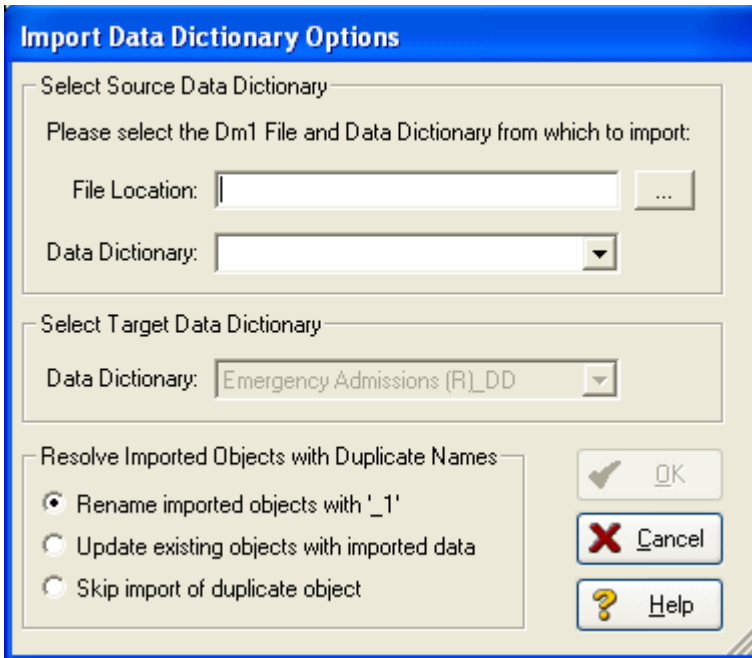 Import Data Dictionary Options
Select Source Data Dictionary
Please select the Dm1 File and Data Dictionary from which to import:
File Location:
...
Data Dictionary:
Select Target Data Dictionary
Data Dictionary: Emergency Admissions (R)_DD
Resolve Imported Objects with Duplicate Names
Rename imported objects with '_1'
Update existing objects with imported data
Skip import of duplicate object
OK
Cancel
Help